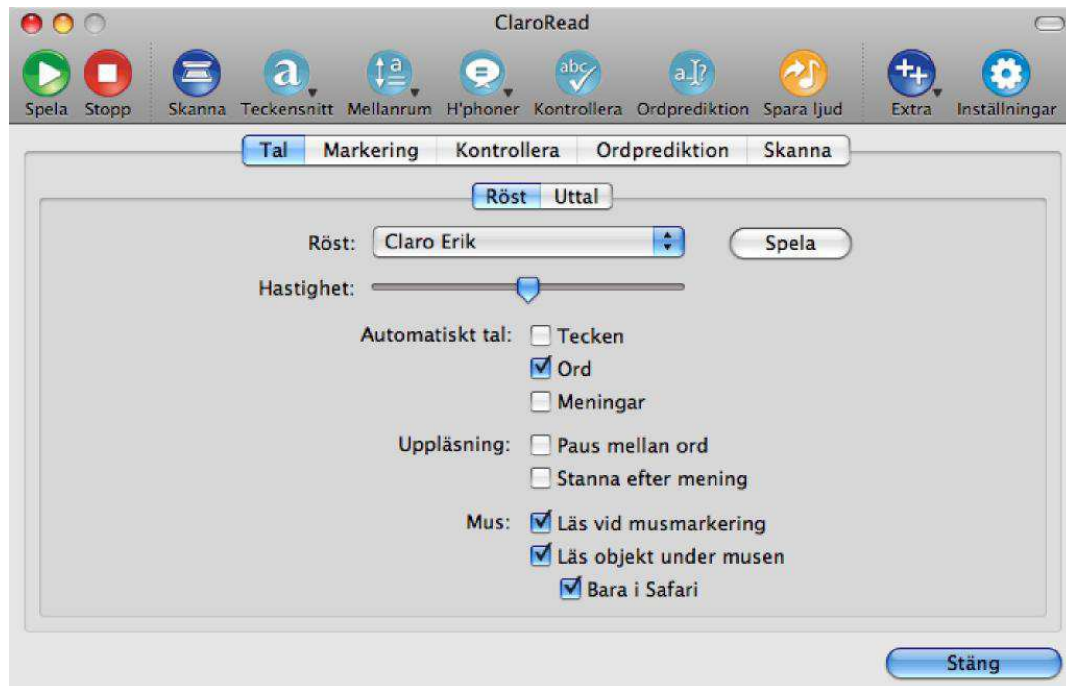 ClaroRead
Spela Stopp Skanna Teckensnitt Mellanrum H'phoner Kontrollera Ordprediktion Spara ljud Extra Inställningar
Tal Markering Kontrollera Ordprediktion Skanna
Röst Uttal
Röst: Claro Erik Spela
Hastighet:
Automatiskt tal: Tecken
Ord
Meningar
Uppläsning: Paus mellan ord
Stanna efter mening
Mus: Läs vid musmarkering
Läs objekt under musen
Bara i Safari
Stäng